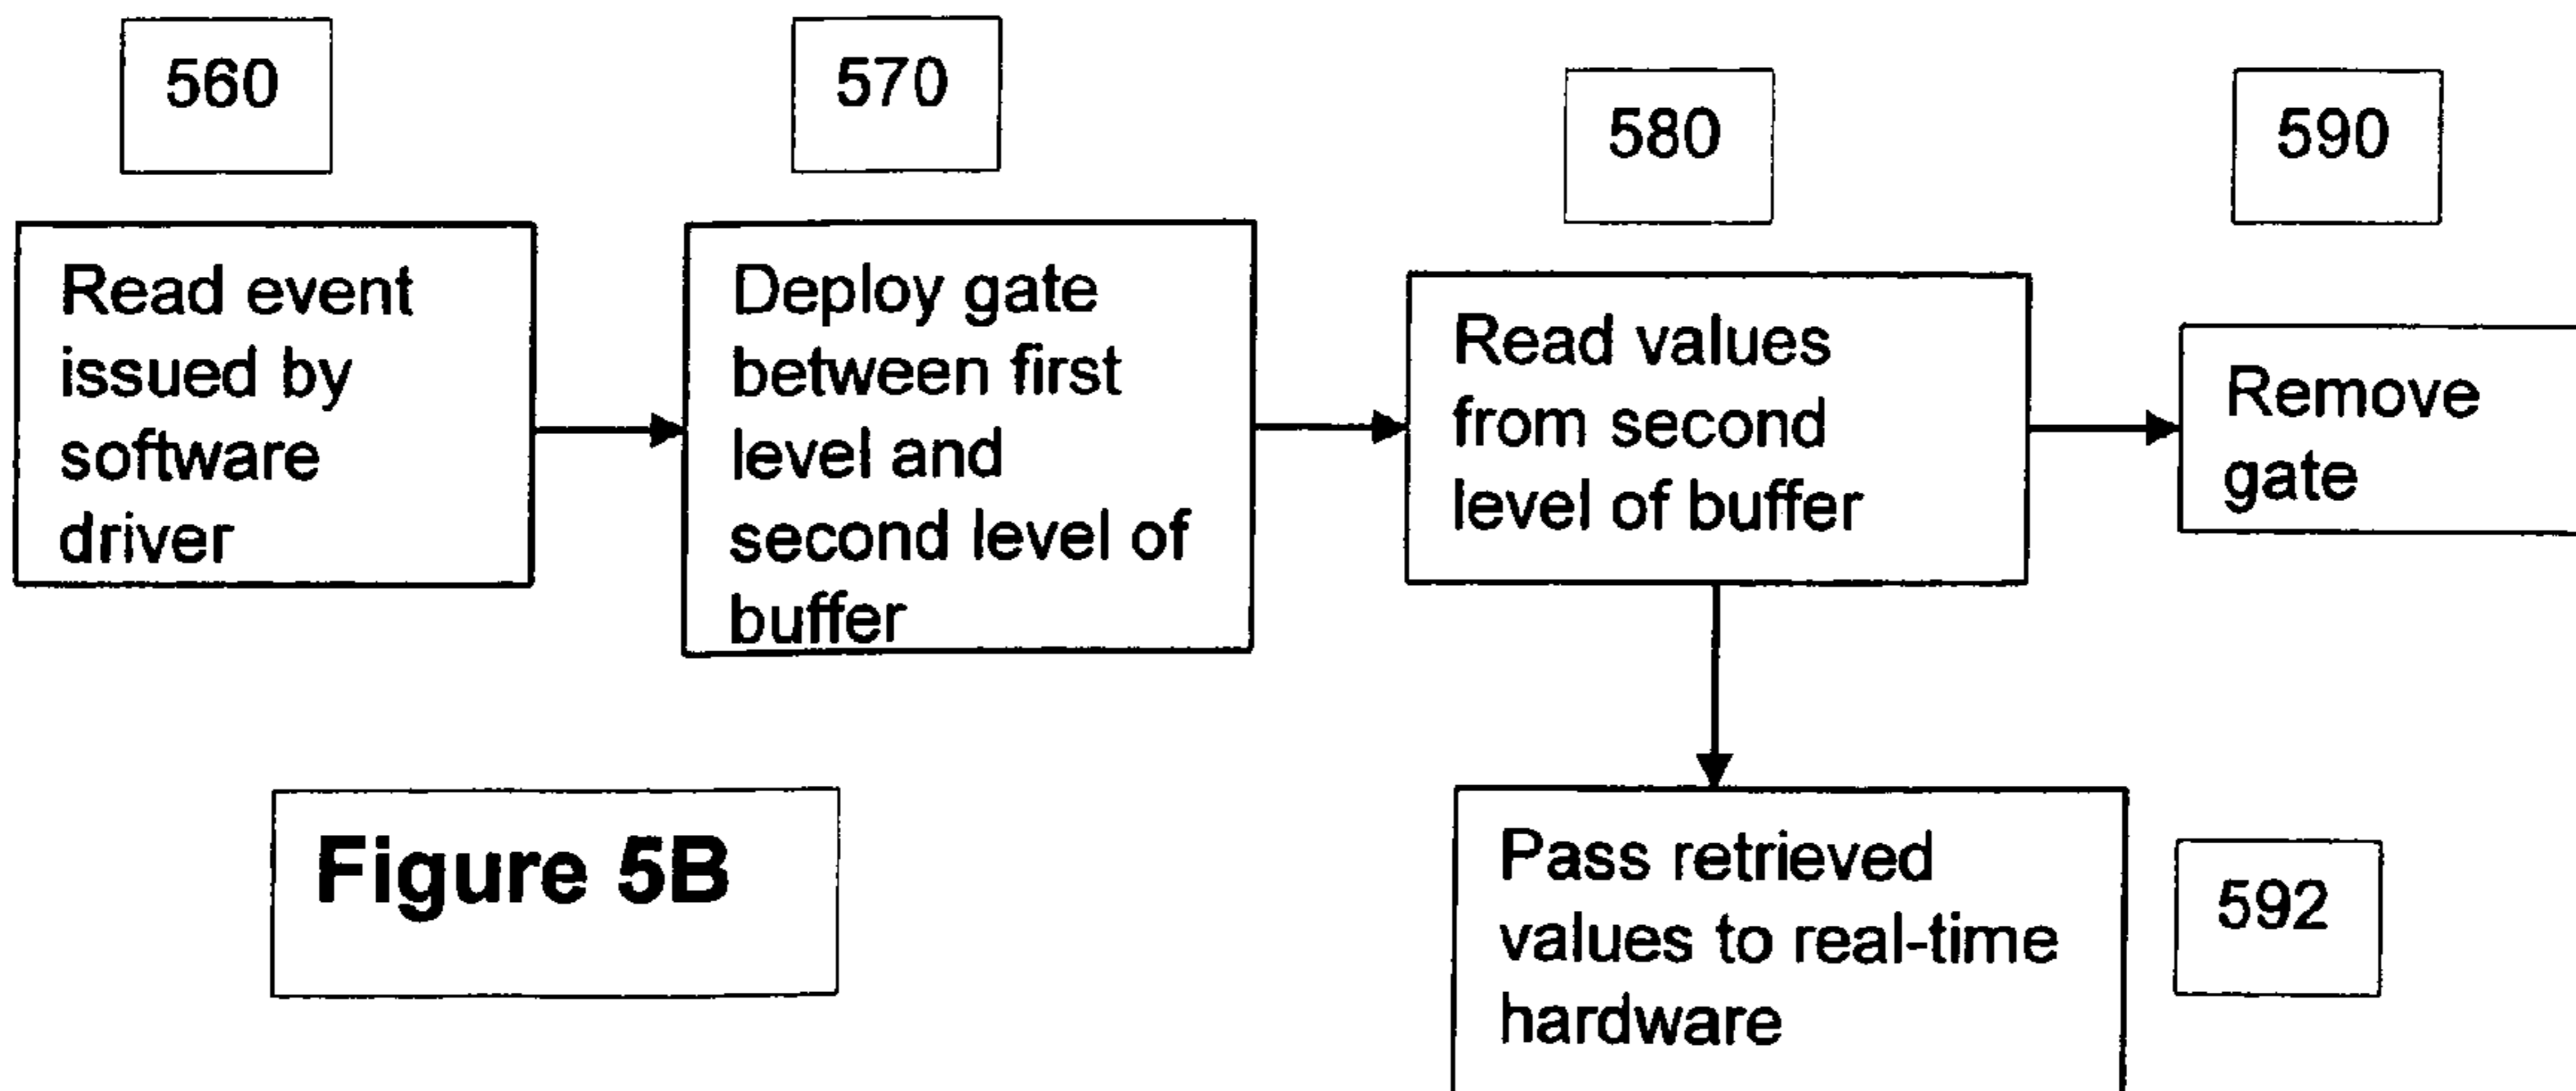 560
570
580
590
Read event
issued by
software
driver
Deploy gate
between first
level and
second level of
buffer
Read values
from second
level of buffer
Remove
gate
Figure 5B
Pass retrieved
values to real-time
hardware
592